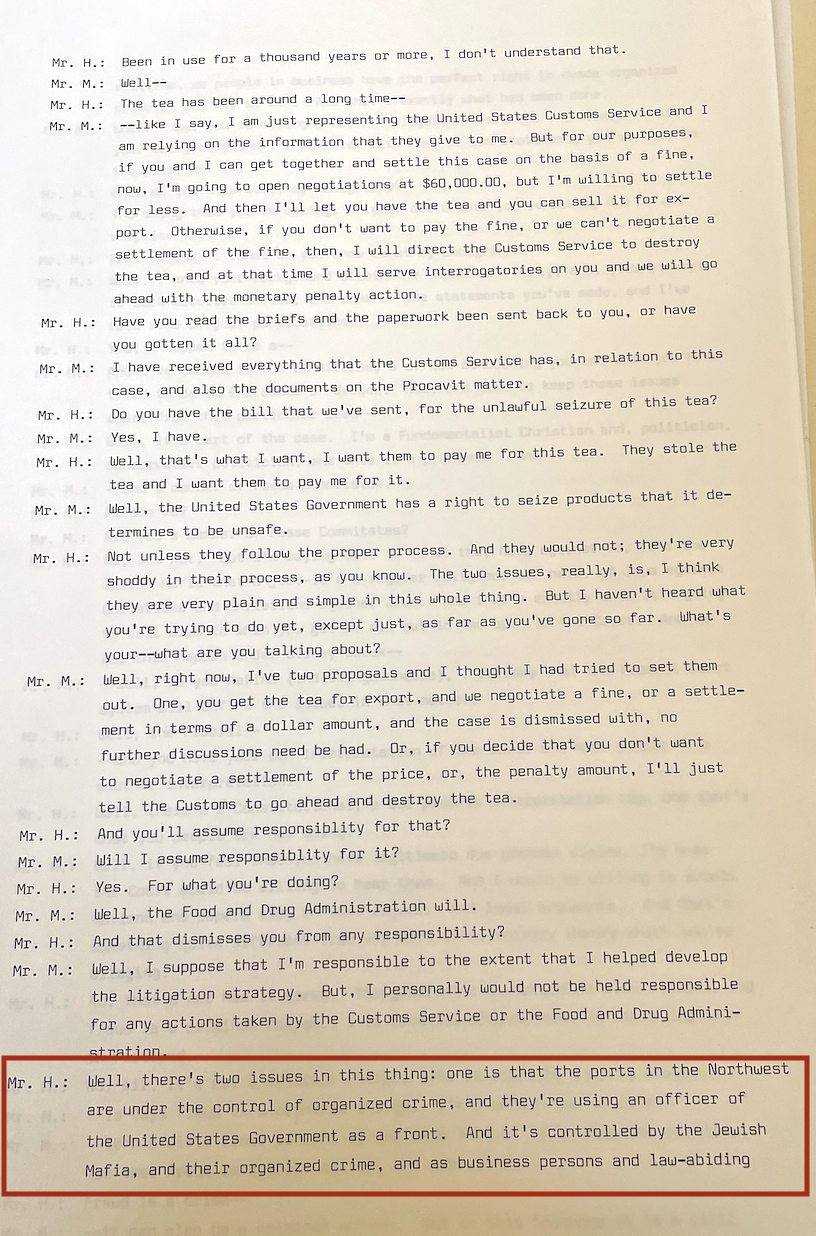 Mr. H.: Been in use for a thousand years or more, I don't understand that.
Mr. M.: Well--
Mr. H.: The tea has been around a long time--
Mr. M.: --like I say, I am just representing the United States Customs Service and I
am relying on the information that they give to me. But for our purposes,
if you and I can get together and settle this case on the basis of a fine,
now, I'm going to open negotiations at $60,000.00, but I'm willing to settle
for less. And then I'll let you have the tea and you can sell it for ex-
port. Otherwise, if you don't want to pay the fine, or we can't negotiate a
settlement of the fine, then, I will direct the Customs Service to destroy
the tea, and at that time I will serve interrogatories on you and we will go
ahead with the monetary penalty action.
Mr. H.: Have you read the briefs and the paperwork been sent back to you, or have
you gotten it all?
Mr. M.: I have received everything that the Customs Service has, in relation to this
case, and also the documents on the Procavit matter.
Mr. H.: Do you have the bill that we've sent, for the unlawful seizure of this tea?
Mr. M.: Yes, I have.
Mr. H.: Well, that's what I want, I want them to pay me for this tea. They stole the
tea and I want them to pay me for it.
Mr. M.: Well, the United States Government has a right to seize products that it de-
termines to be unsafe.
Mr. H.: Not unless they follow the proper process. And they would not; they're very
shoddy in their process, as you know. The two issues, really, is, I think
they are very plain and simple in this whole thing. But I haven't heard what
you're trying to do yet, except just, as far as you've gone so far. What's
your--what are you talking about?
Mr. M.: Well, right now, I've two proposals and I thought I had tried to set them
out. One, you get the tea for export, and we negotiate a fine, or a settle-
ment in terms of a dollar amount, and the case is dismissed with, no
further discussions need be had. Or, if you decide that you don't want
to negotiate a settlement of the price, or, the penalty amount, I'll just
tell the Customs to go ahead and destroy the tea.
Mr. H.: And you'll assume responsiblity for that?
Mr. M.: Will I assume responsiblity for it?
Mr. H.: Yes. For what you're doing?
Mr. M.: Well, the Food and Drug Administration will.
Mr. H.: And that dismisses you from any responsibility?
Mr. M.: Well, I suppose that I'm responsible to the extent that I helped develop
the litigation strategy. But, I personally would not be held responsible
for any actions taken by the Customs Service or the Food and Drug Admini-
stration.
Mr. H.: Well, there's two issues in this thing: one is that the ports in the Northwest
are under the control of organized crime, and they're using an officer of
the United States Government as a front. And it's controlled by the Jewish
Mafia, and their organized crime, and as business persons and law-abiding